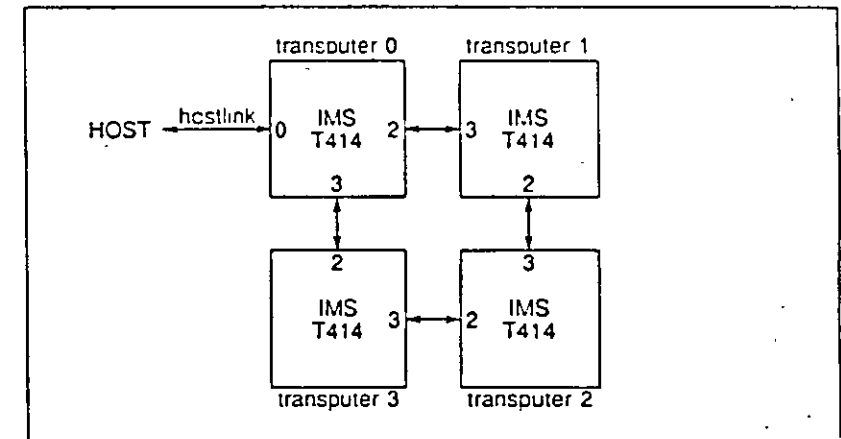 transputer 0
transputer 1
hostlink
HOST
0
IMS
T414
2
3
3
IMS
T414
2
2
IMS
T414
3
3
2
IMS
T414
transputer 3
transputer 2